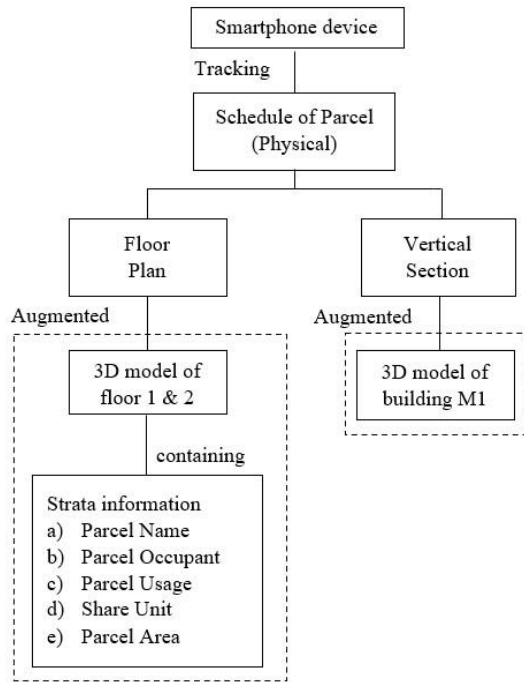 Smartphone device
Tracking
Schedule of Parcel
(Physical)
Floor
Plan
Vertical
Section
Augmented
Augmented
3D model of
floor 1 & 2
3D model of
building M1
containing
Strata information
a) Parcel Name
b) Parcel Occupant
c) Parcel Usage
d) Share Unit
e) Parcel Area